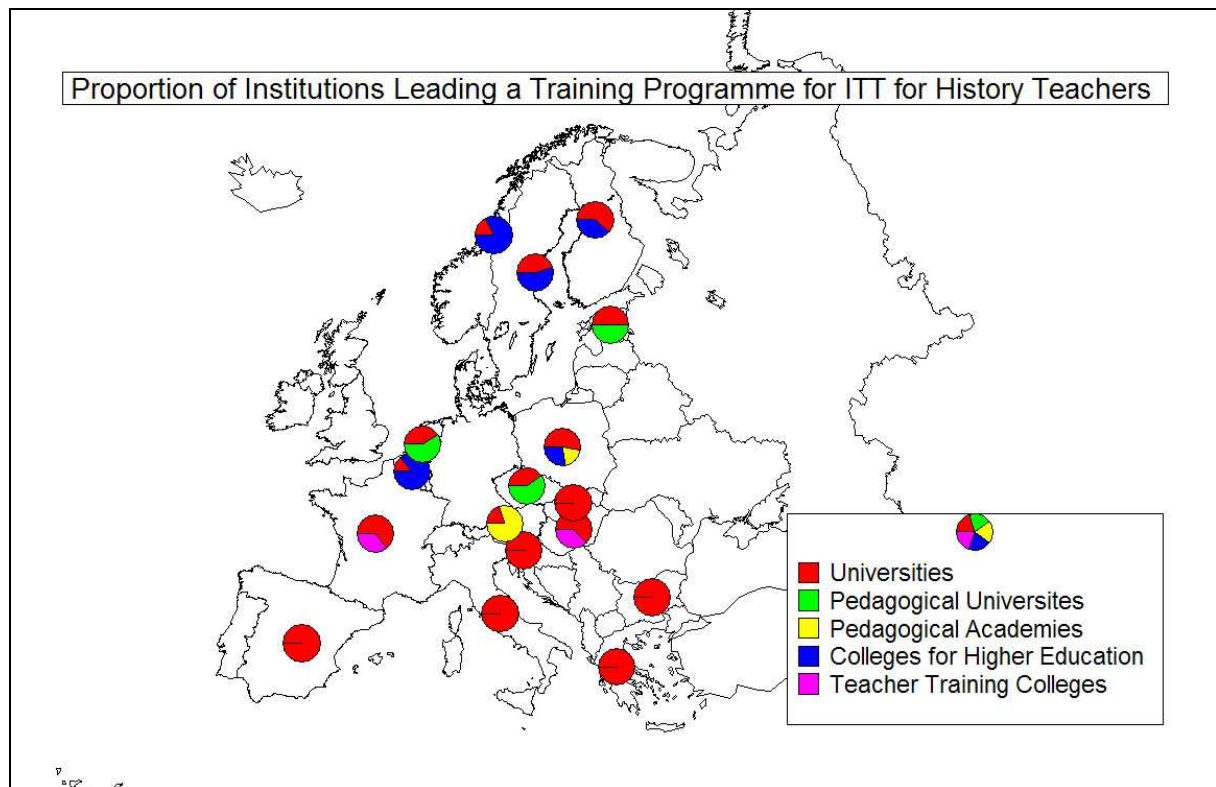 Proportion of Institutions Leading a Training Programme for ITT for History Teachers
Universities
Pedagogical Universites
Pedagogical Academies
Colleges for Higher Education
Teacher Training Colleges